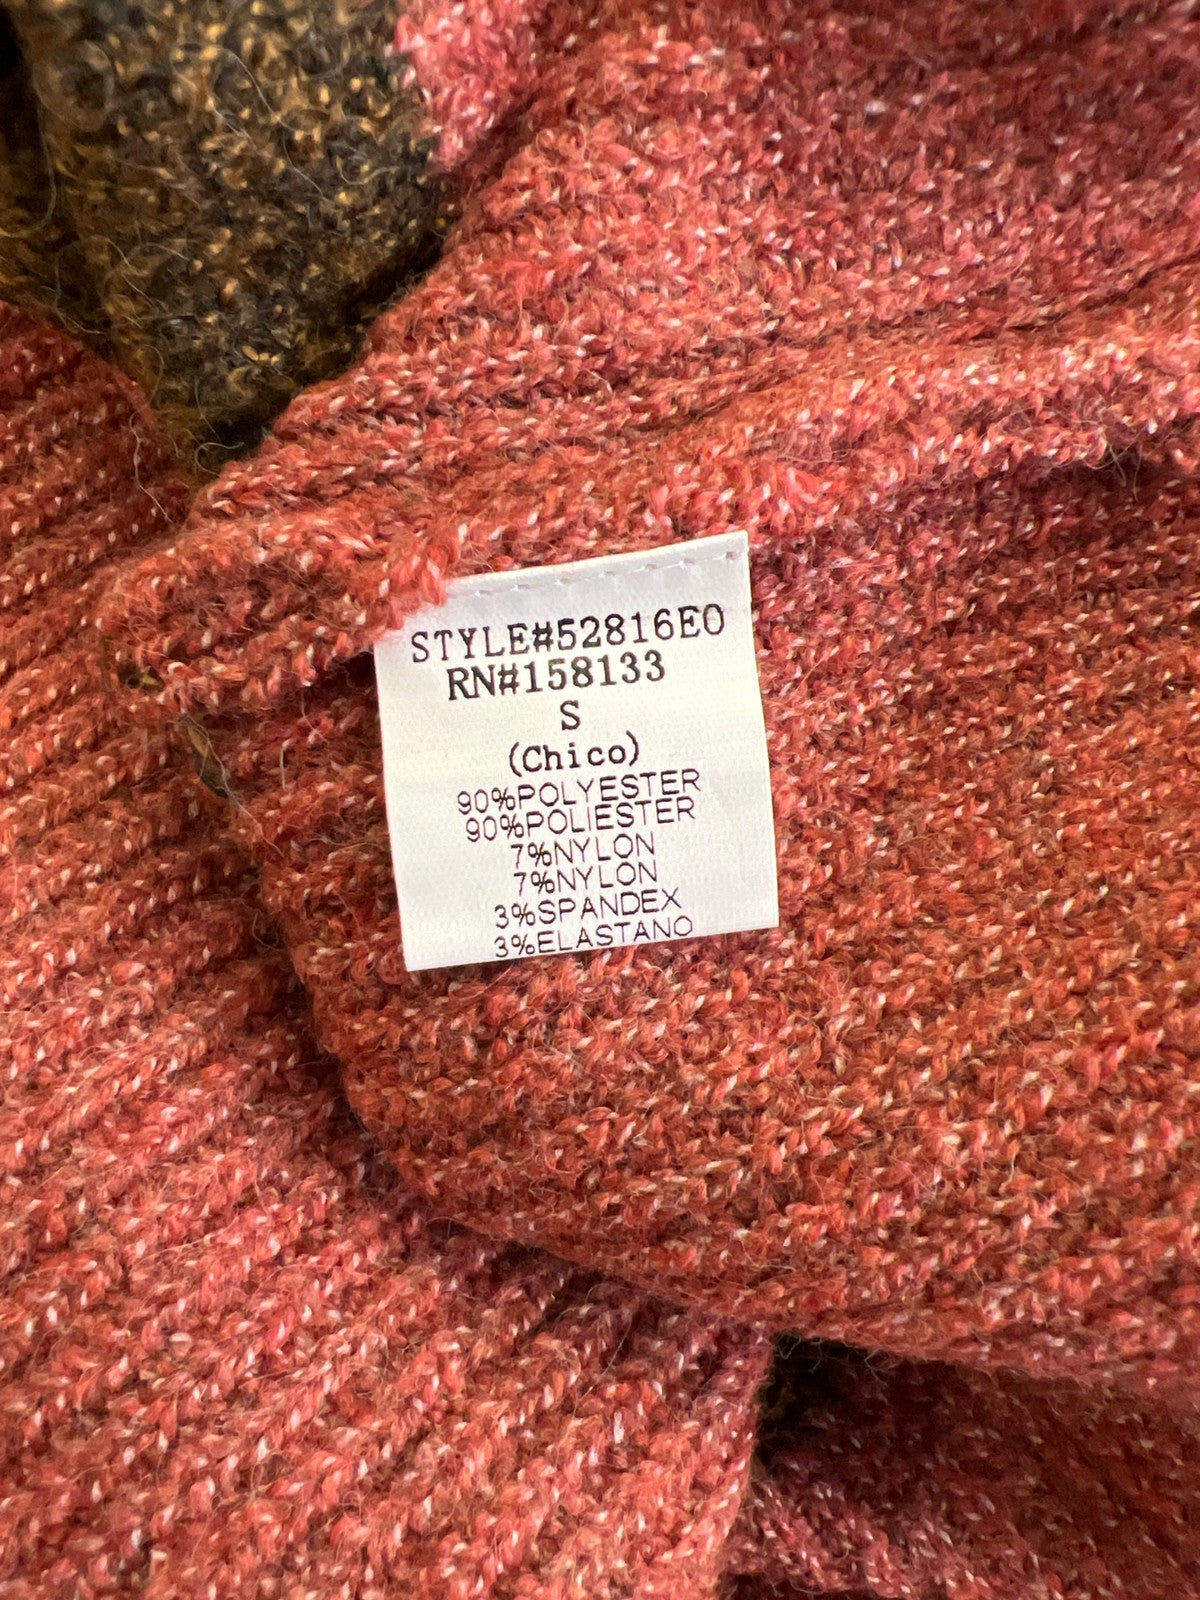 STYLE#52816E0
RN#158133
S
(Chico)
90%POLYESTER
90%POLIESTER
7%NYLON
7%NYLON
3%SPANDEX
3%ELASTANO